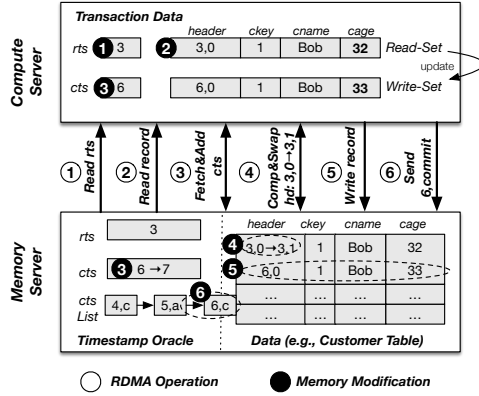 Transaction Data
header ckey cname cage
rts 1 3 2 3,0 1 Bob 32 Read-Set
update
cts 3 6 6,0 1 Bob 33 Write-Set
Compute Server
1 Read rts
2 Read record
3 Fetch&Add cts
4 Comp&Swap hd: 3,0→3,1
5 Write record
6 Send 6,commit
Memory Server
header ckey cname cage
rts 3
4 3,0→3,1 1 Bob 32
cts 3 6 →7
5 6,0 1 Bob 33
6
cts List 4,c 5,a 6,c
... ... ... ...
... ... ... ...
Timestamp Oracle Data (e.g., Customer Table)
RDMA Operation Memory Modification